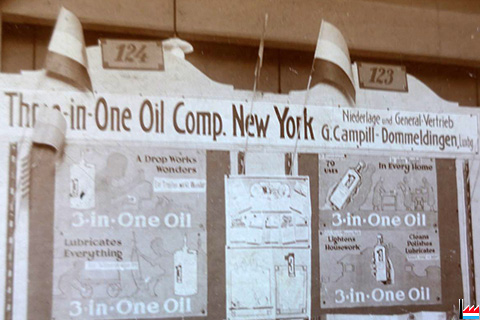 124
123
Three-in-One Oil Comp. New York
Niederlage und General-Vertrieb
G. Campill-Dommeldingen,
A Drop Works
Wonders
3-in-One Oil
70
USES
In Every Home
3-in-One Oil
Lubricates
Everything
3-in-One Oil
Lightens
Housework
Cleans
Polishes
Lubricates
3-in-One Oil